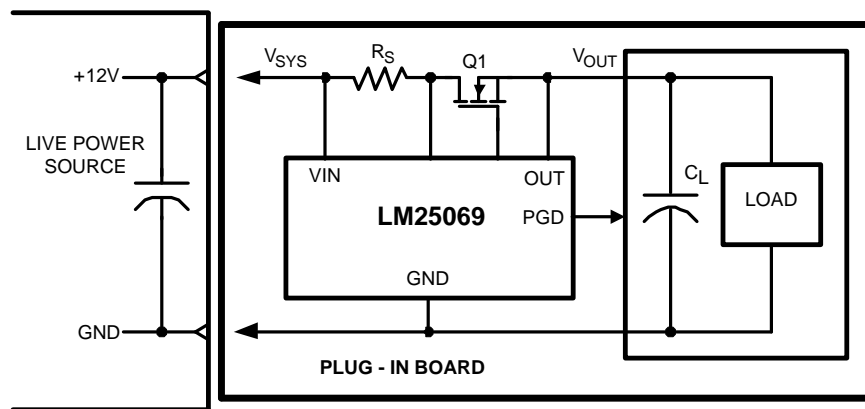 +12V
LIVE POWER
SOURCE
GND
VSYS
RS
Q1
VOUT
VIN
OUT
LM25069
PGD
GND
CL
LOAD
PLUG - IN BOARD